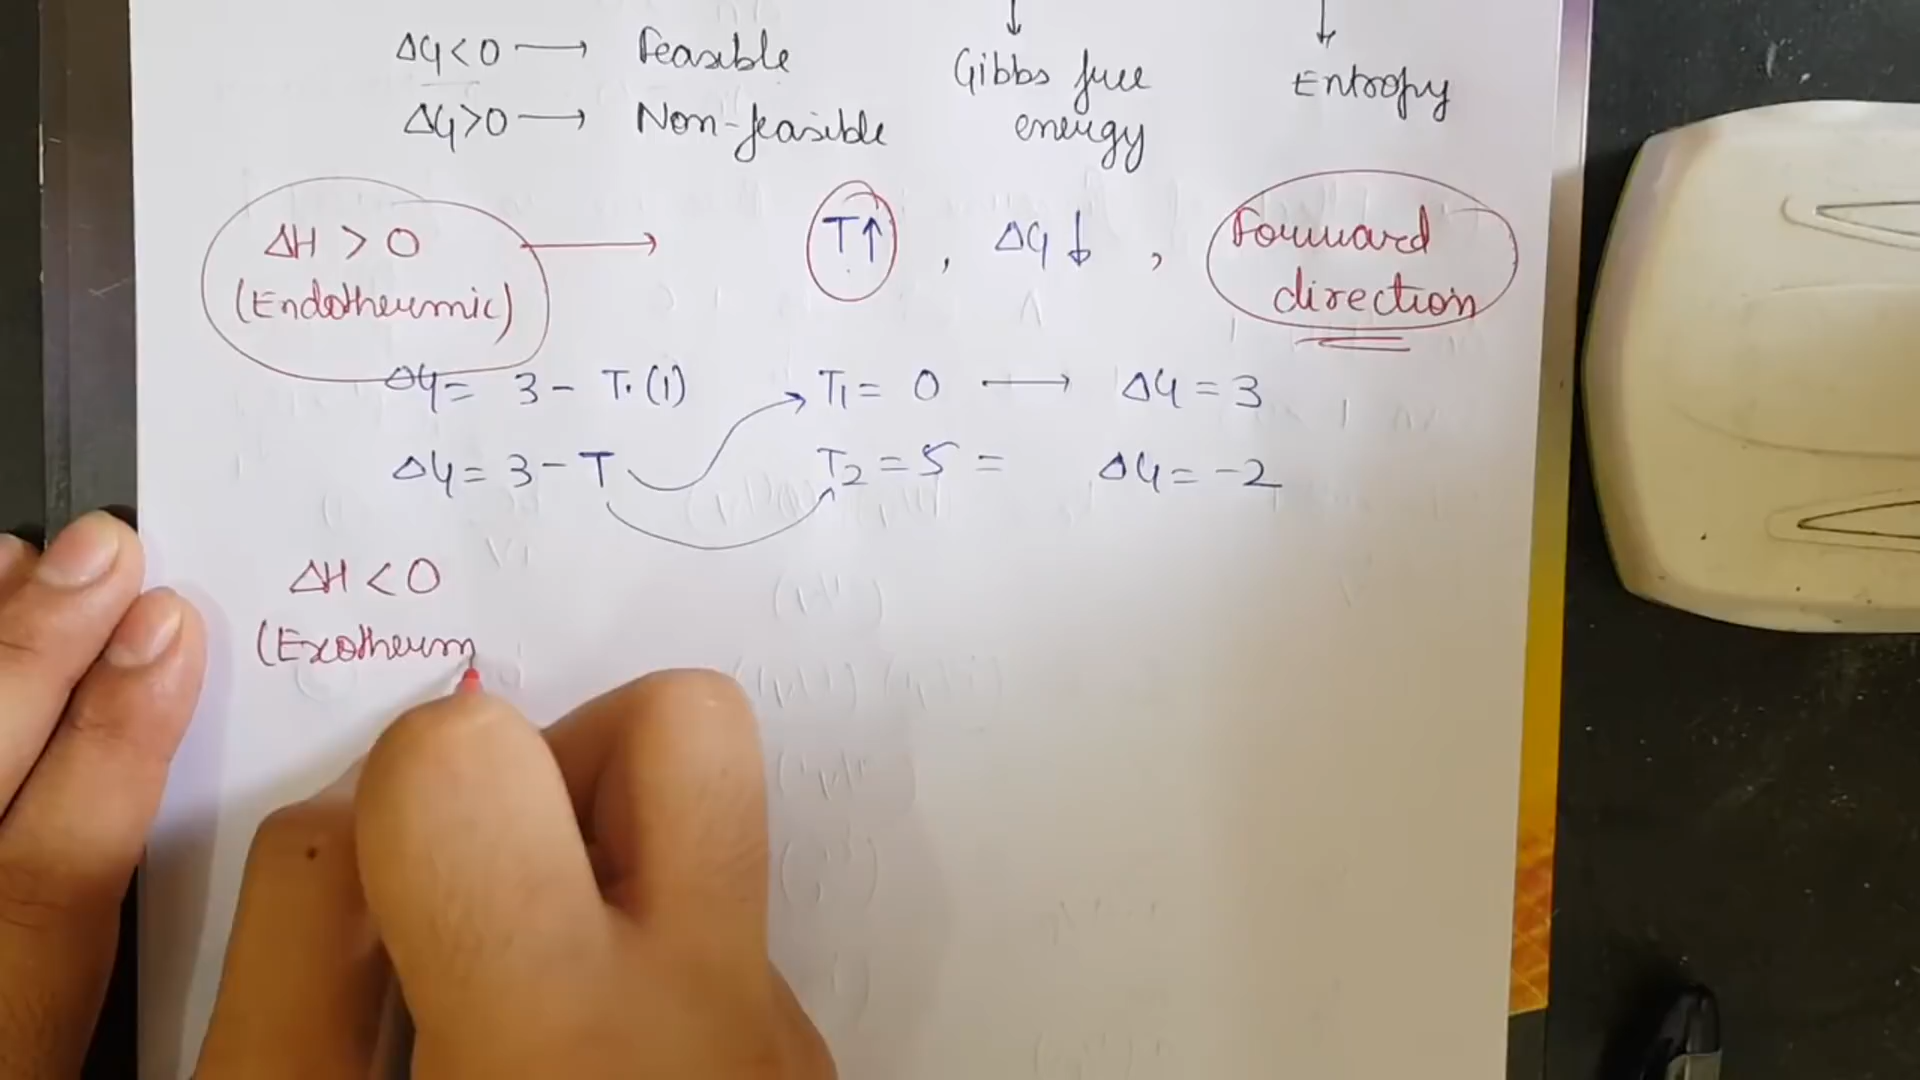 ΔG<0 → Feasible
ΔG>0 → Non-feasible
↓ Gibbs free energy
↓ Entropy
ΔH > 0
(Endothermic) →
T↑ , ΔG↓ ,
Forward
direction
ΔG = 3 - T.(1)
T1 = 0 → ΔG = 3
ΔG = 3 - T
T2 = 5 = ΔG = -2
ΔH < 0
(Exotherm